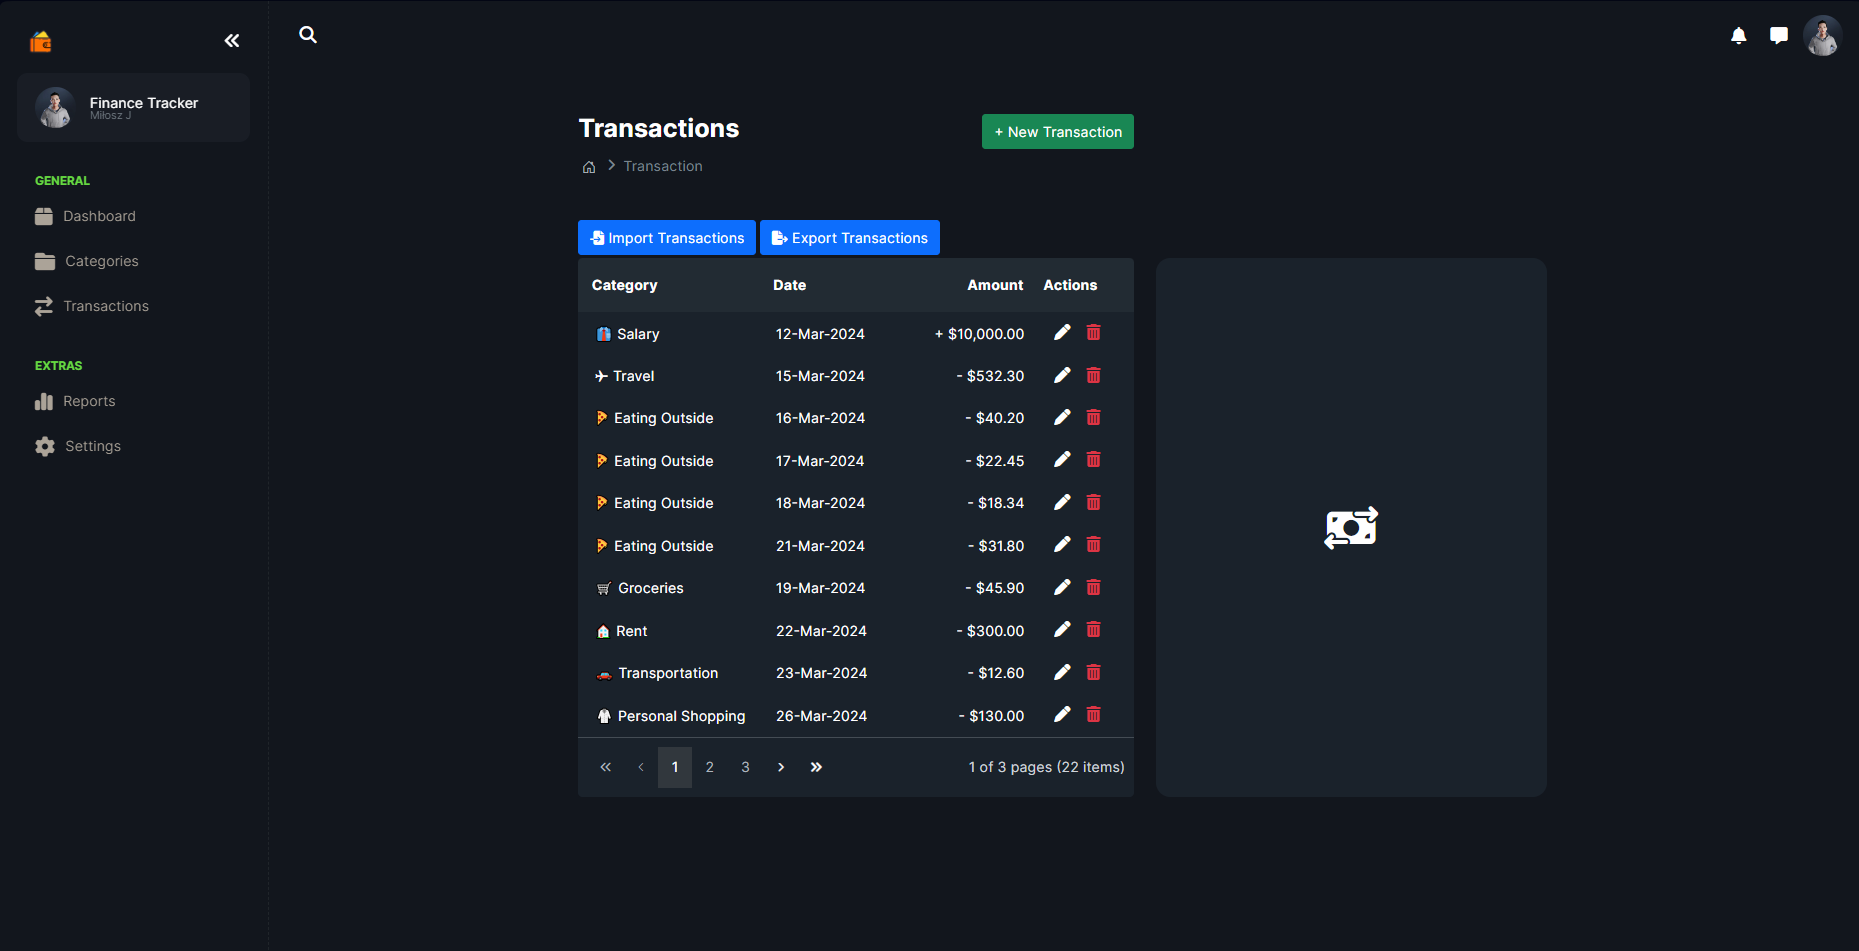 Finance Tracker
Miłosz J
GENERAL
Dashboard
Categories
Transactions
EXTRAS
Reports
Settings
Transactions
+ New Transaction
Transaction
Import Transactions
Export Transactions
Category Date Amount Actions
Salary 12-Mar-2024 + $10,000.00
Travel 15-Mar-2024 - $532.30
Eating Outside 16-Mar-2024 - $40.20
Eating Outside 17-Mar-2024 - $22.45
Eating Outside 18-Mar-2024 - $18.34
Eating Outside 21-Mar-2024 - $31.80
Groceries 19-Mar-2024 - $45.90
Rent 22-Mar-2024 - $300.00
Transportation 23-Mar-2024 - $12.60
Personal Shopping 26-Mar-2024 - $130.00
1 2 3 1 of 3 pages (22 items)